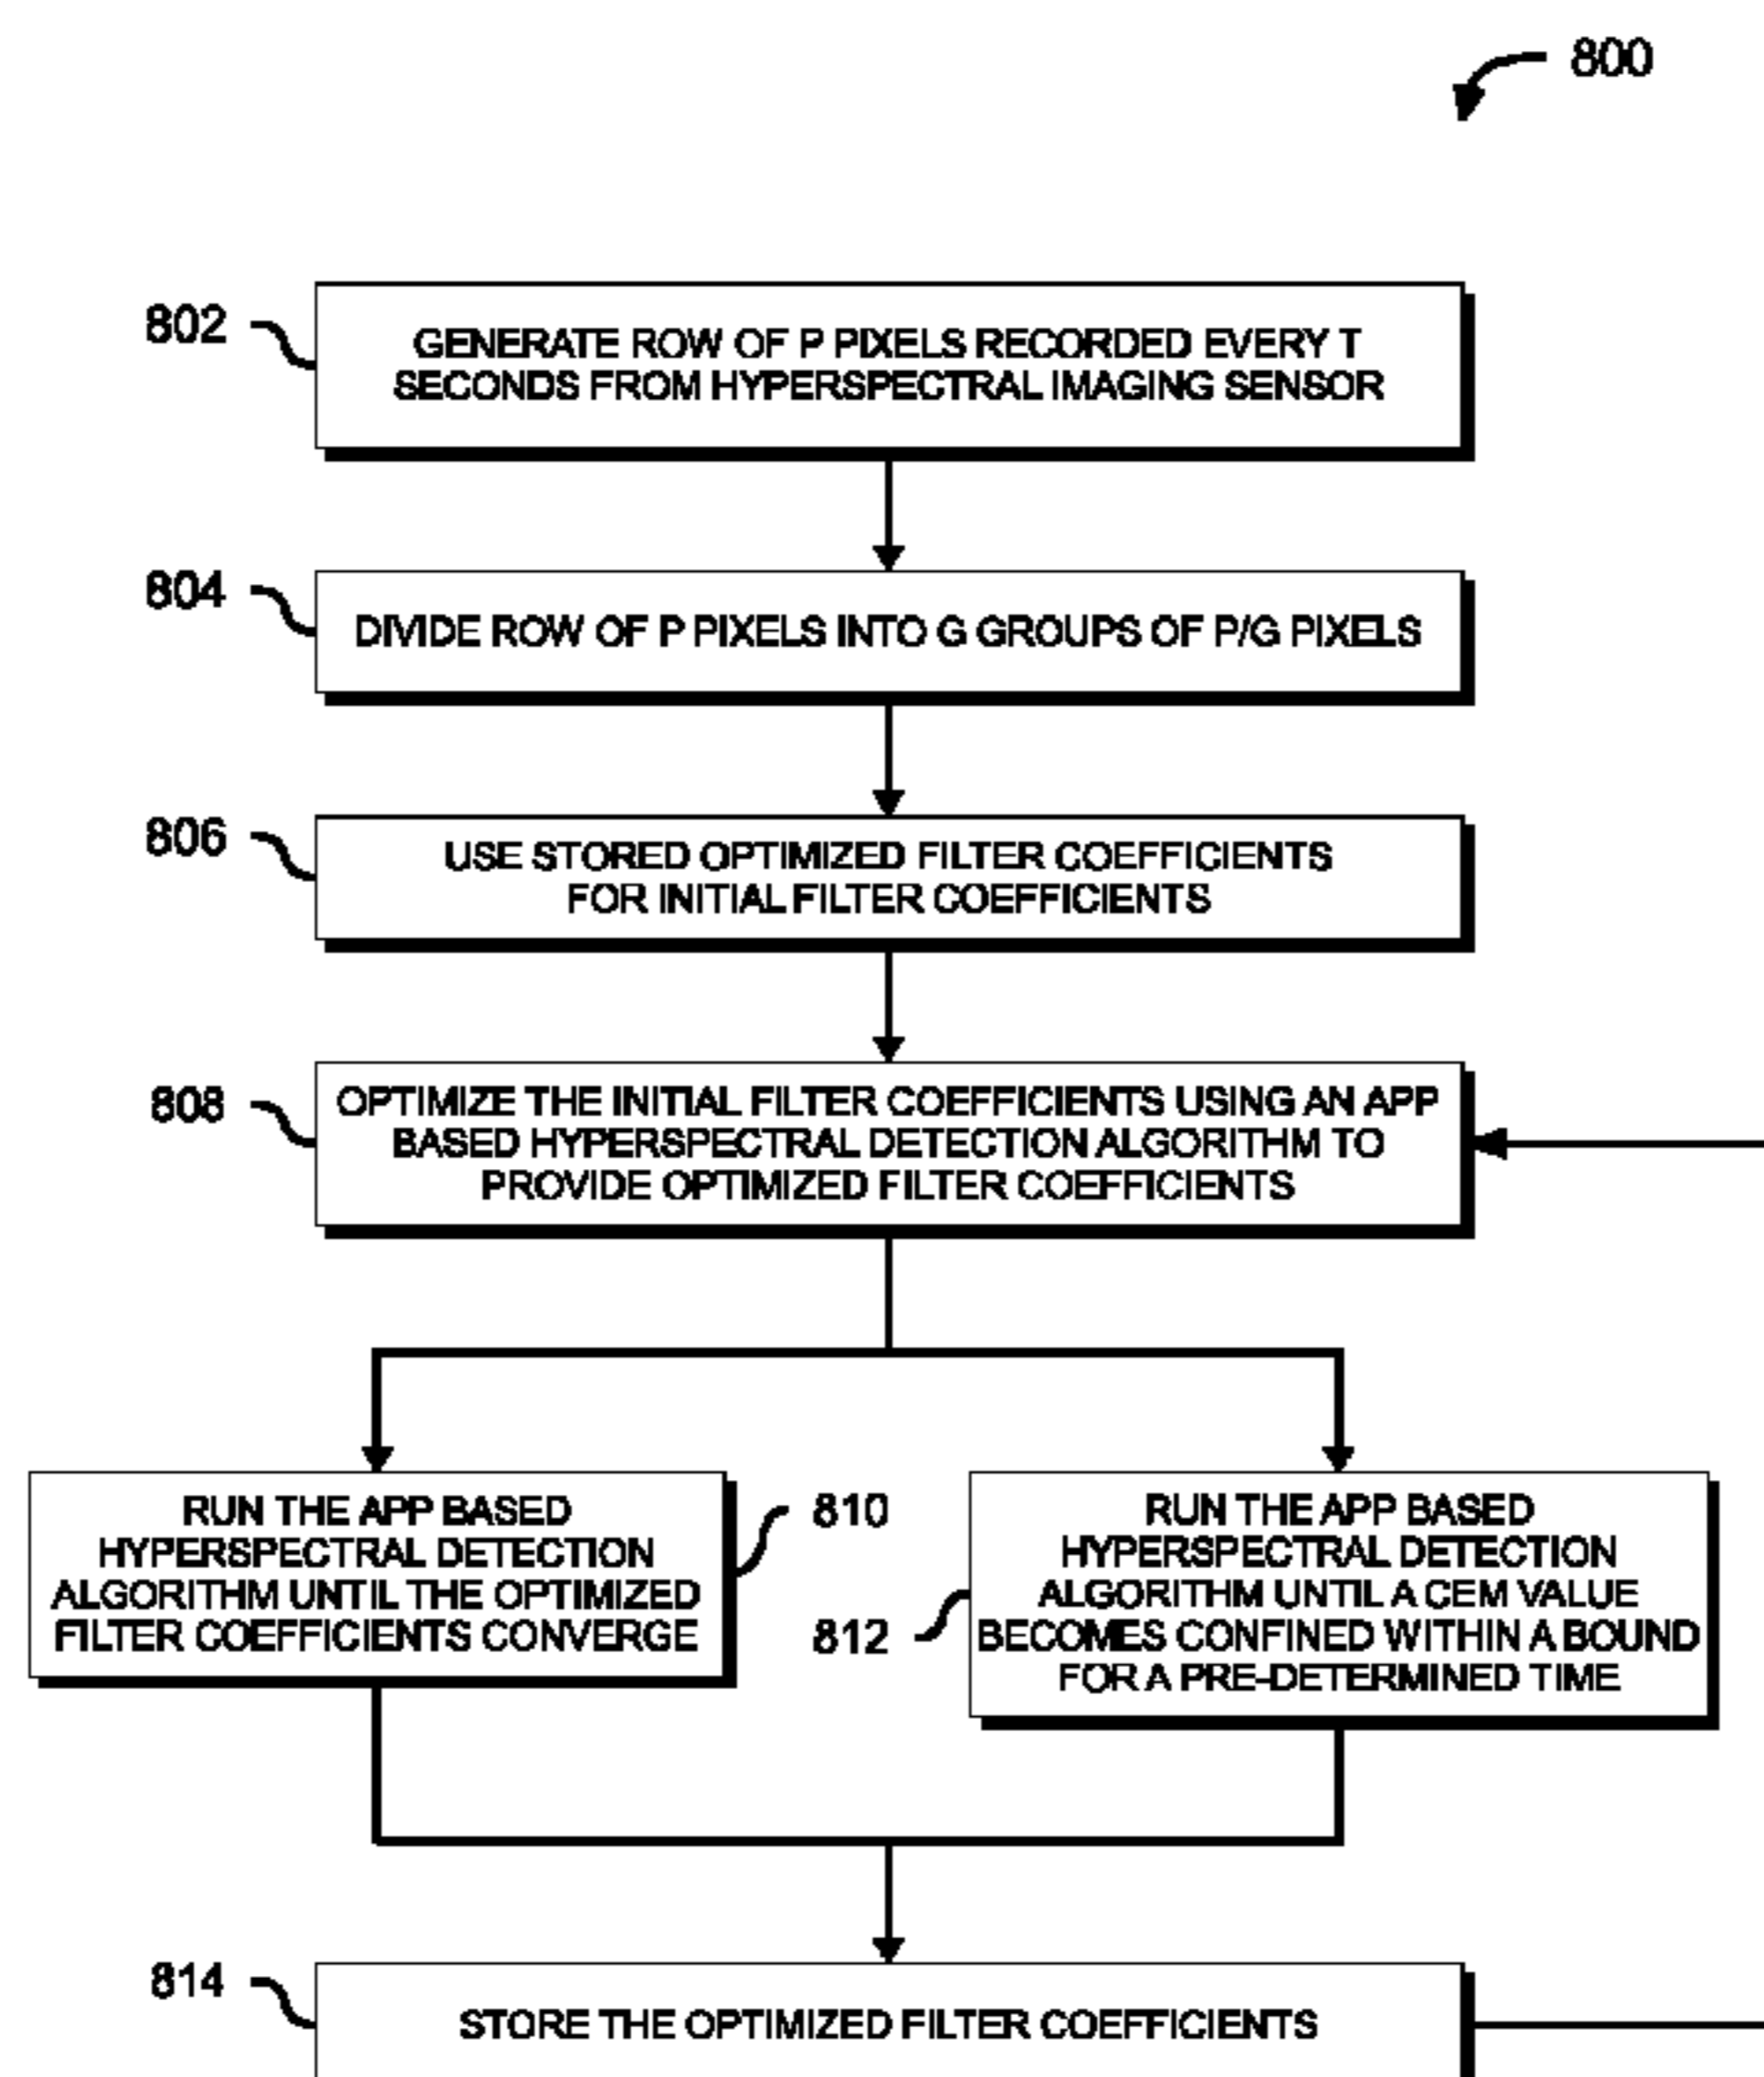 800
802
GENERATE ROW OF P PIXELS RECORDED EVERY T
SECONDS FROM HYPERSPECTRAL IMAGING SENSOR
804
DIVIDE ROW OF P PIXELS INTO G GROUPS OF P/G PIXELS
806
USE STORED OPTIMIZED FILTER COEFFICIENTS
FOR INITIAL FILTER COEFFICIENTS
808
OPTIMIZE THE INITIAL FILTER COEFFICIENTS USING AN APP
BASED HYPERSPECTRAL DETECTION ALGORITHM TO
PROVIDE OPTIMIZED FILTER COEFFICIENTS
RUN THE APP BASED
HYPERSPECTRAL DETECTION
ALGORITHM UNTIL THE OPTIMIZED
FILTER COEFFICIENTS CONVERGE
810
812
RUN THE APP BASED
HYPERSPECTRAL DETECTION
ALGORITHM UNTIL A CEM VALUE
BECOMES CONFINED WITHIN A BOUND
FOR A PRE-DETERMINED TIME
814
STORE THE OPTIMIZED FILTER COEFFICIENTS